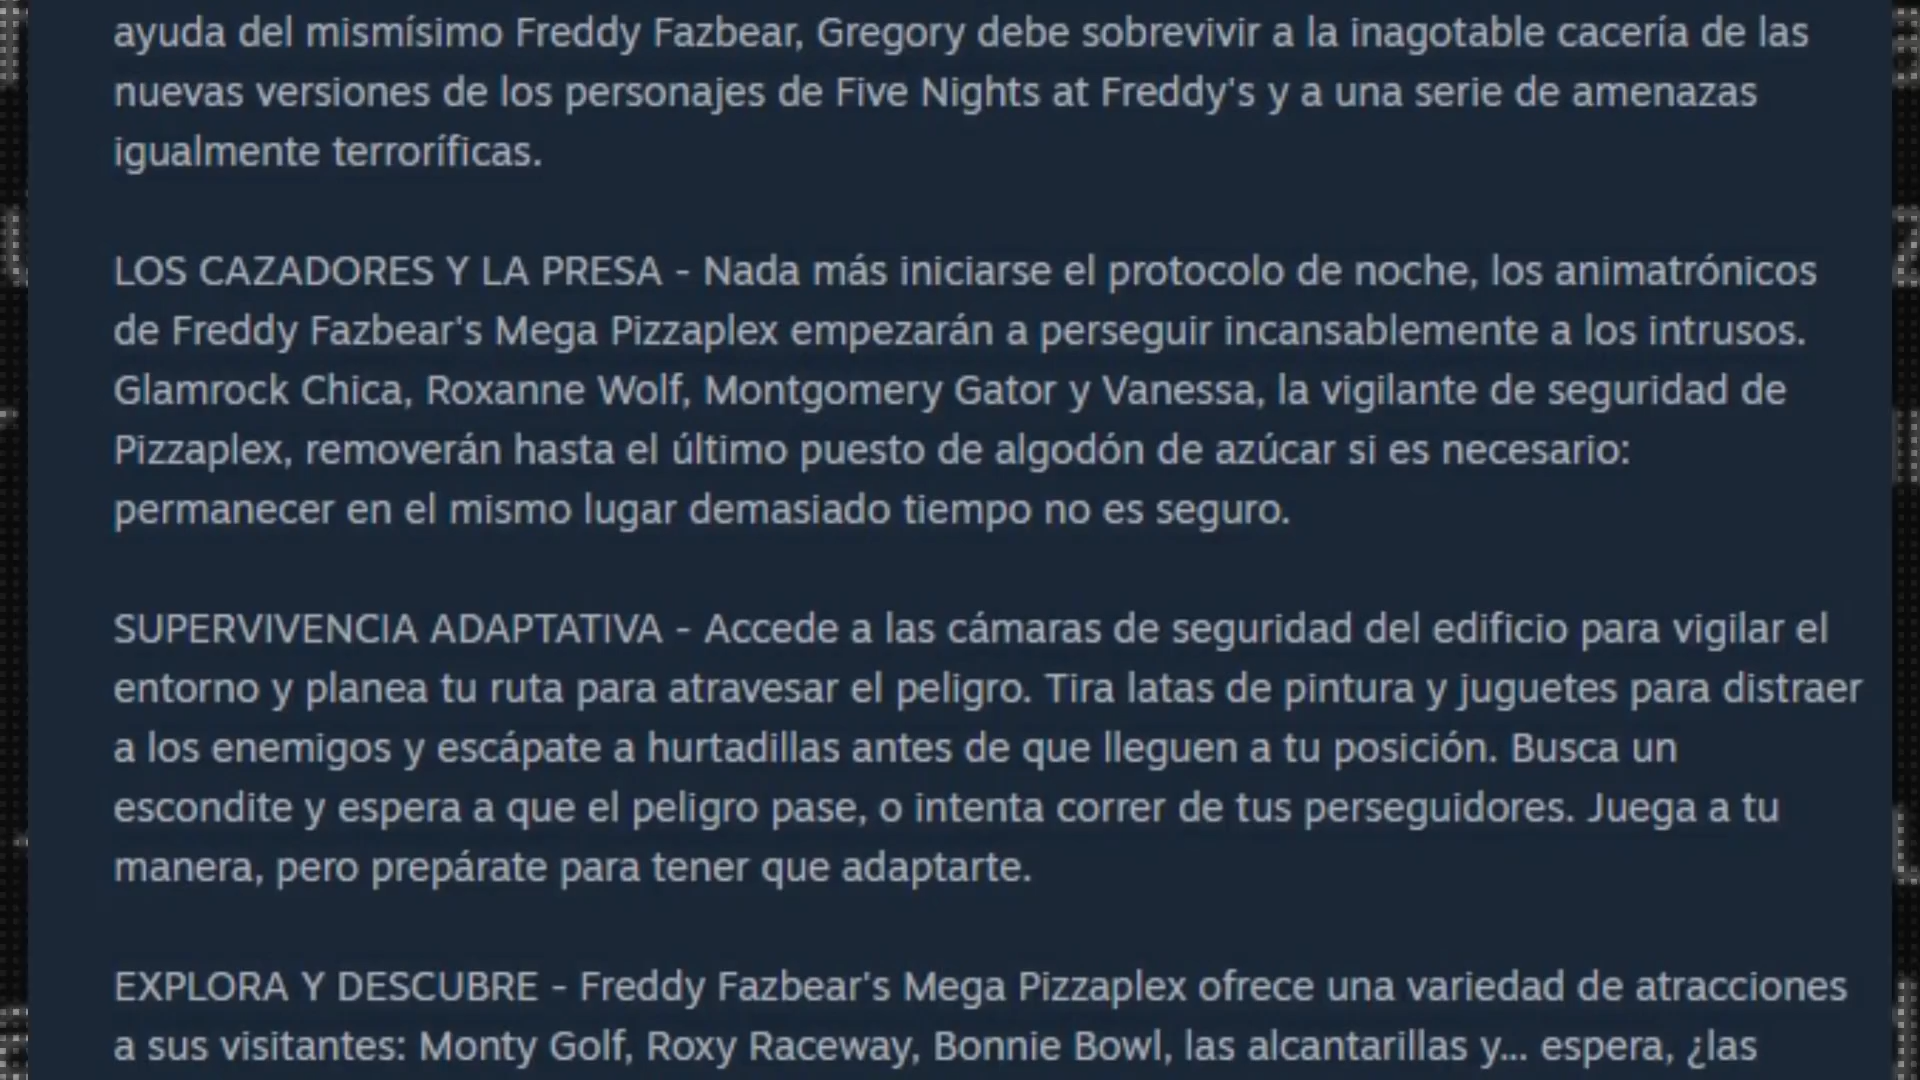 ayuda del mismísimo Freddy Fazbear, Gregory debe sobrevivir a la inagotable cacería de las
nuevas versiones de los personajes de Five Nights at Freddy's y a una serie de amenazas
igualmente terroríficas.
LOS CAZADORES Y LA PRESA - Nada más iniciarse el protocolo de noche, los animatrónicos
de Freddy Fazbear's Mega Pizzaplex empezarán a perseguir incansablemente a los intrusos.
Glamrock Chica, Roxanne Wolf, Montgomery Gator y Vanessa, la vigilante de seguridad de
Pizzaplex, removerán hasta el último puesto de algodón de azúcar si es necesario:
permanecer en el mismo lugar demasiado tiempo no es seguro.
SUPERVIVENCIA ADAPTATIVA - Accede a las cámaras de seguridad del edificio para vigilar el
entorno y planea tu ruta para atravesar el peligro. Tira latas de pintura y juguetes para distraer
a los enemigos y escápate a hurtadillas antes de que lleguen a tu posición. Busca un
escondite y espera a que el peligro pase, o intenta correr de tus perseguidores. Juega a tu
manera, pero prepárate para tener que adaptarte.
EXPLORA Y DESCUBRE - Freddy Fazbear's Mega Pizzaplex ofrece una variedad de atracciones
a sus visitantes: Monty Golf, Roxy Raceway, Bonnie Bowl, las alcantarillas y... espera, ¿las